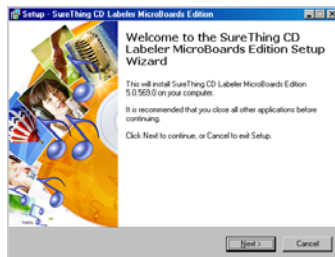 Setup - SureThing CD Labeler MicroBoards Edition
Welcome to the SureThing CD
Labeler MicroBoards Edition Setup
Wizard
This will install SureThing CD Labeler MicroBoards Edition
5.0.569.0 on your computer.
It is recommended that you close all other applications before
continuing.
Click Next to continue, or Cancel to exit Setup.
Next >
Cancel